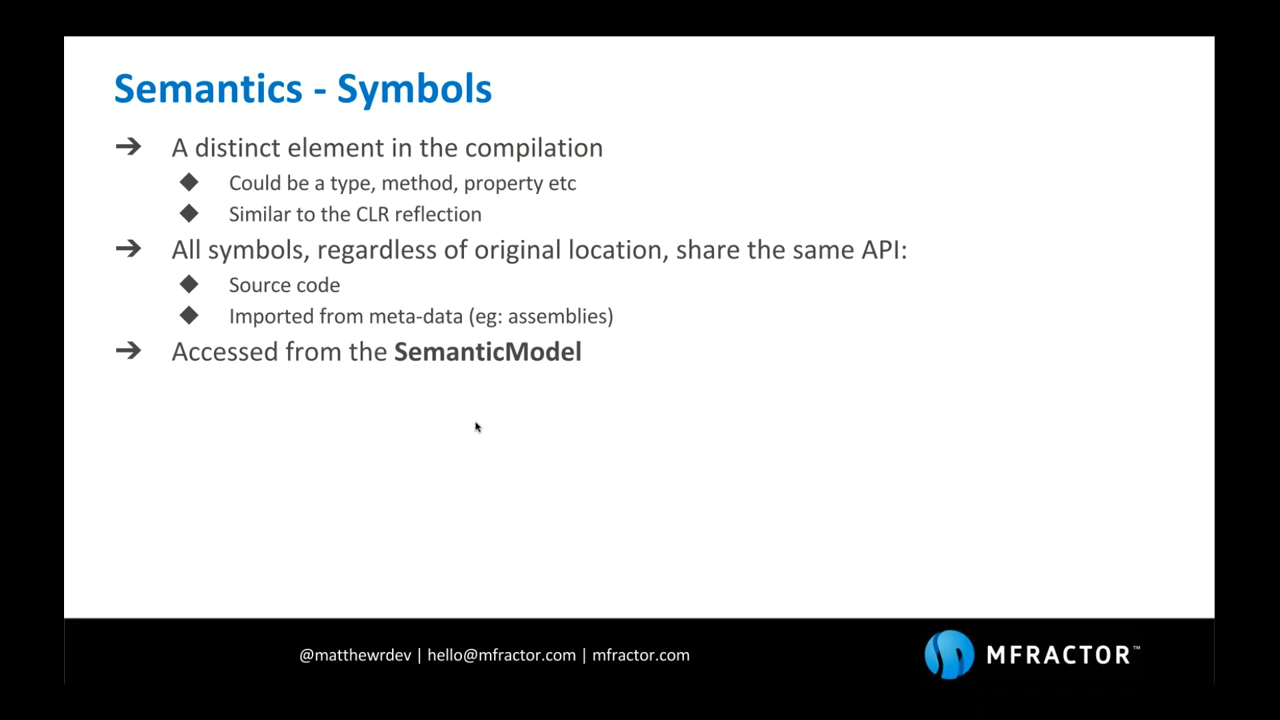 Semantics - Symbols
➔ A distinct element in the compilation
◆ Could be a type, method, property etc
◆ Similar to the CLR reflection
➔ All symbols, regardless of original location, share the same API:
◆ Source code
◆ Imported from meta-data (eg: assemblies)
➔ Accessed from the SemanticModel
@matthewrdev | hello@mfractor.com | mfractor.com
MFRACTOR™